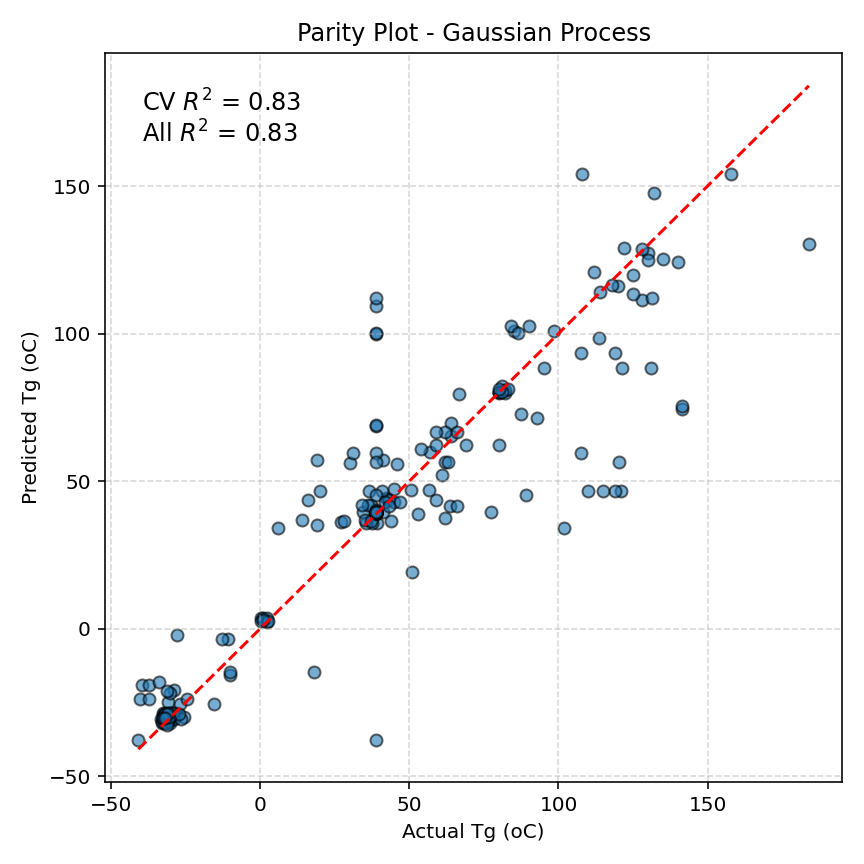 Parity Plot - Gaussian Process
CV R² = 0.83
All R² = 0.83
Predicted Tg (oC)
150
100
50
0
−50
−50 0 50 100 150
Actual Tg (oC)